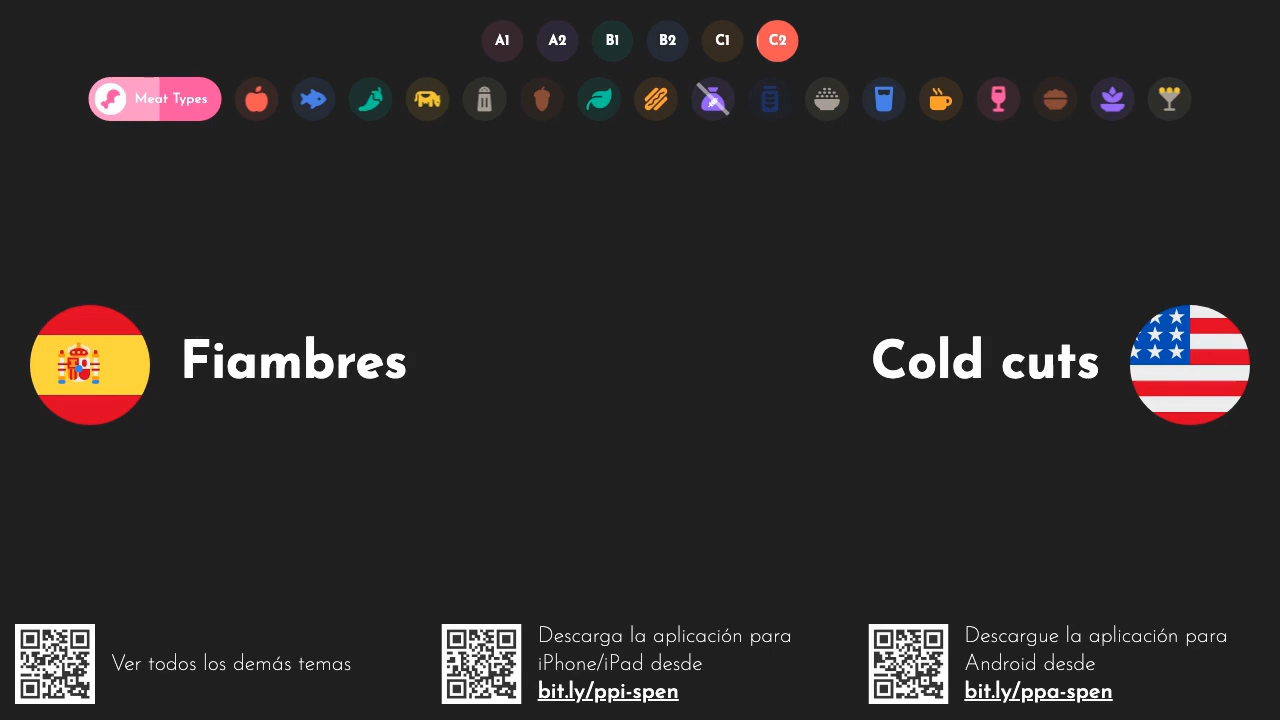 A1 A2 B1 B2 C1 C2
Meat Types
Fiambres
Cold cuts
Ver todos los demás temas
Descarga la aplicación para
iPhone/iPad desde
bit.ly/ppi-spen
Descargue la aplicación para
Android desde
bit.ly/ppa-spen